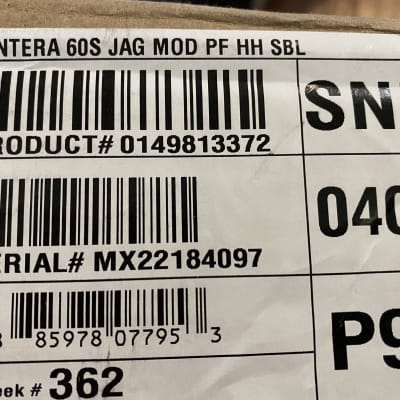 NTERA 60S JAG MOD PF HH SBL
SN
RODUCT# 0149813372
040
ERIAL# MX22184097
8 85978 07795 3
P9
eek # 362